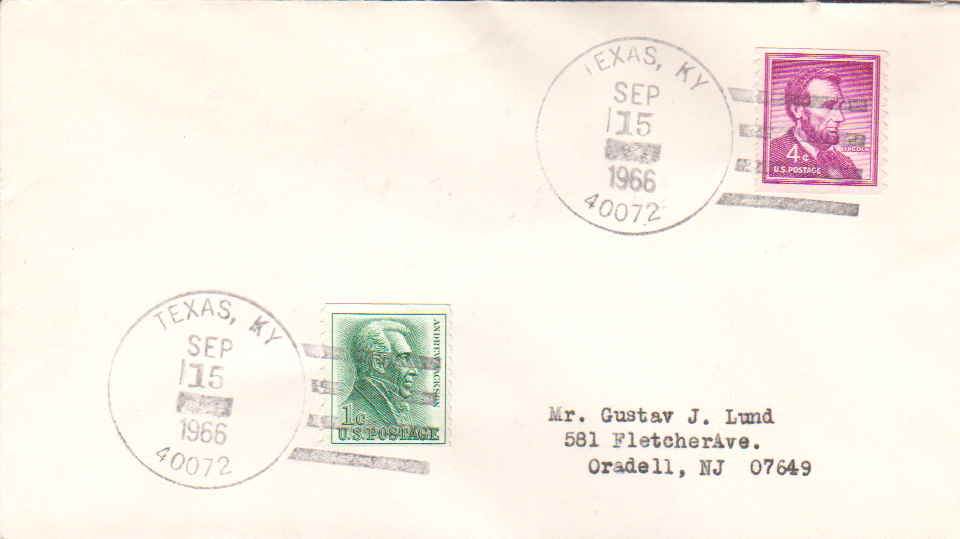 TEXAS, KY
SEP
15
1966
40072
LINCOLN
4¢
U.S. POSTAGE
TEXAS, KY
SEP
15
1966
40072
ANDREW JACKSON
1¢
U.S. POSTAGE
Mr. Gustav J. Lund
581 FletcherAve.
Oradell, NJ 07649